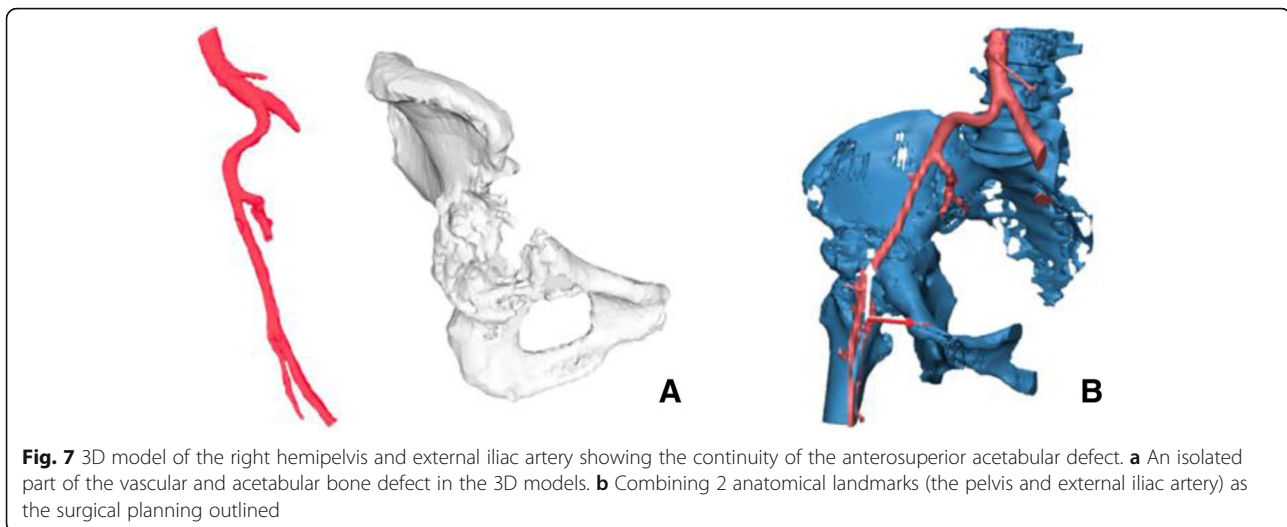 A
B
Fig. 7 3D model of the right hemipelvis and external iliac artery showing the continuity of the anterosuperior acetabular defect. a An isolated
part of the vascular and acetabular bone defect in the 3D models. b Combining 2 anatomical landmarks (the pelvis and external iliac artery) as
the surgical planning outlined